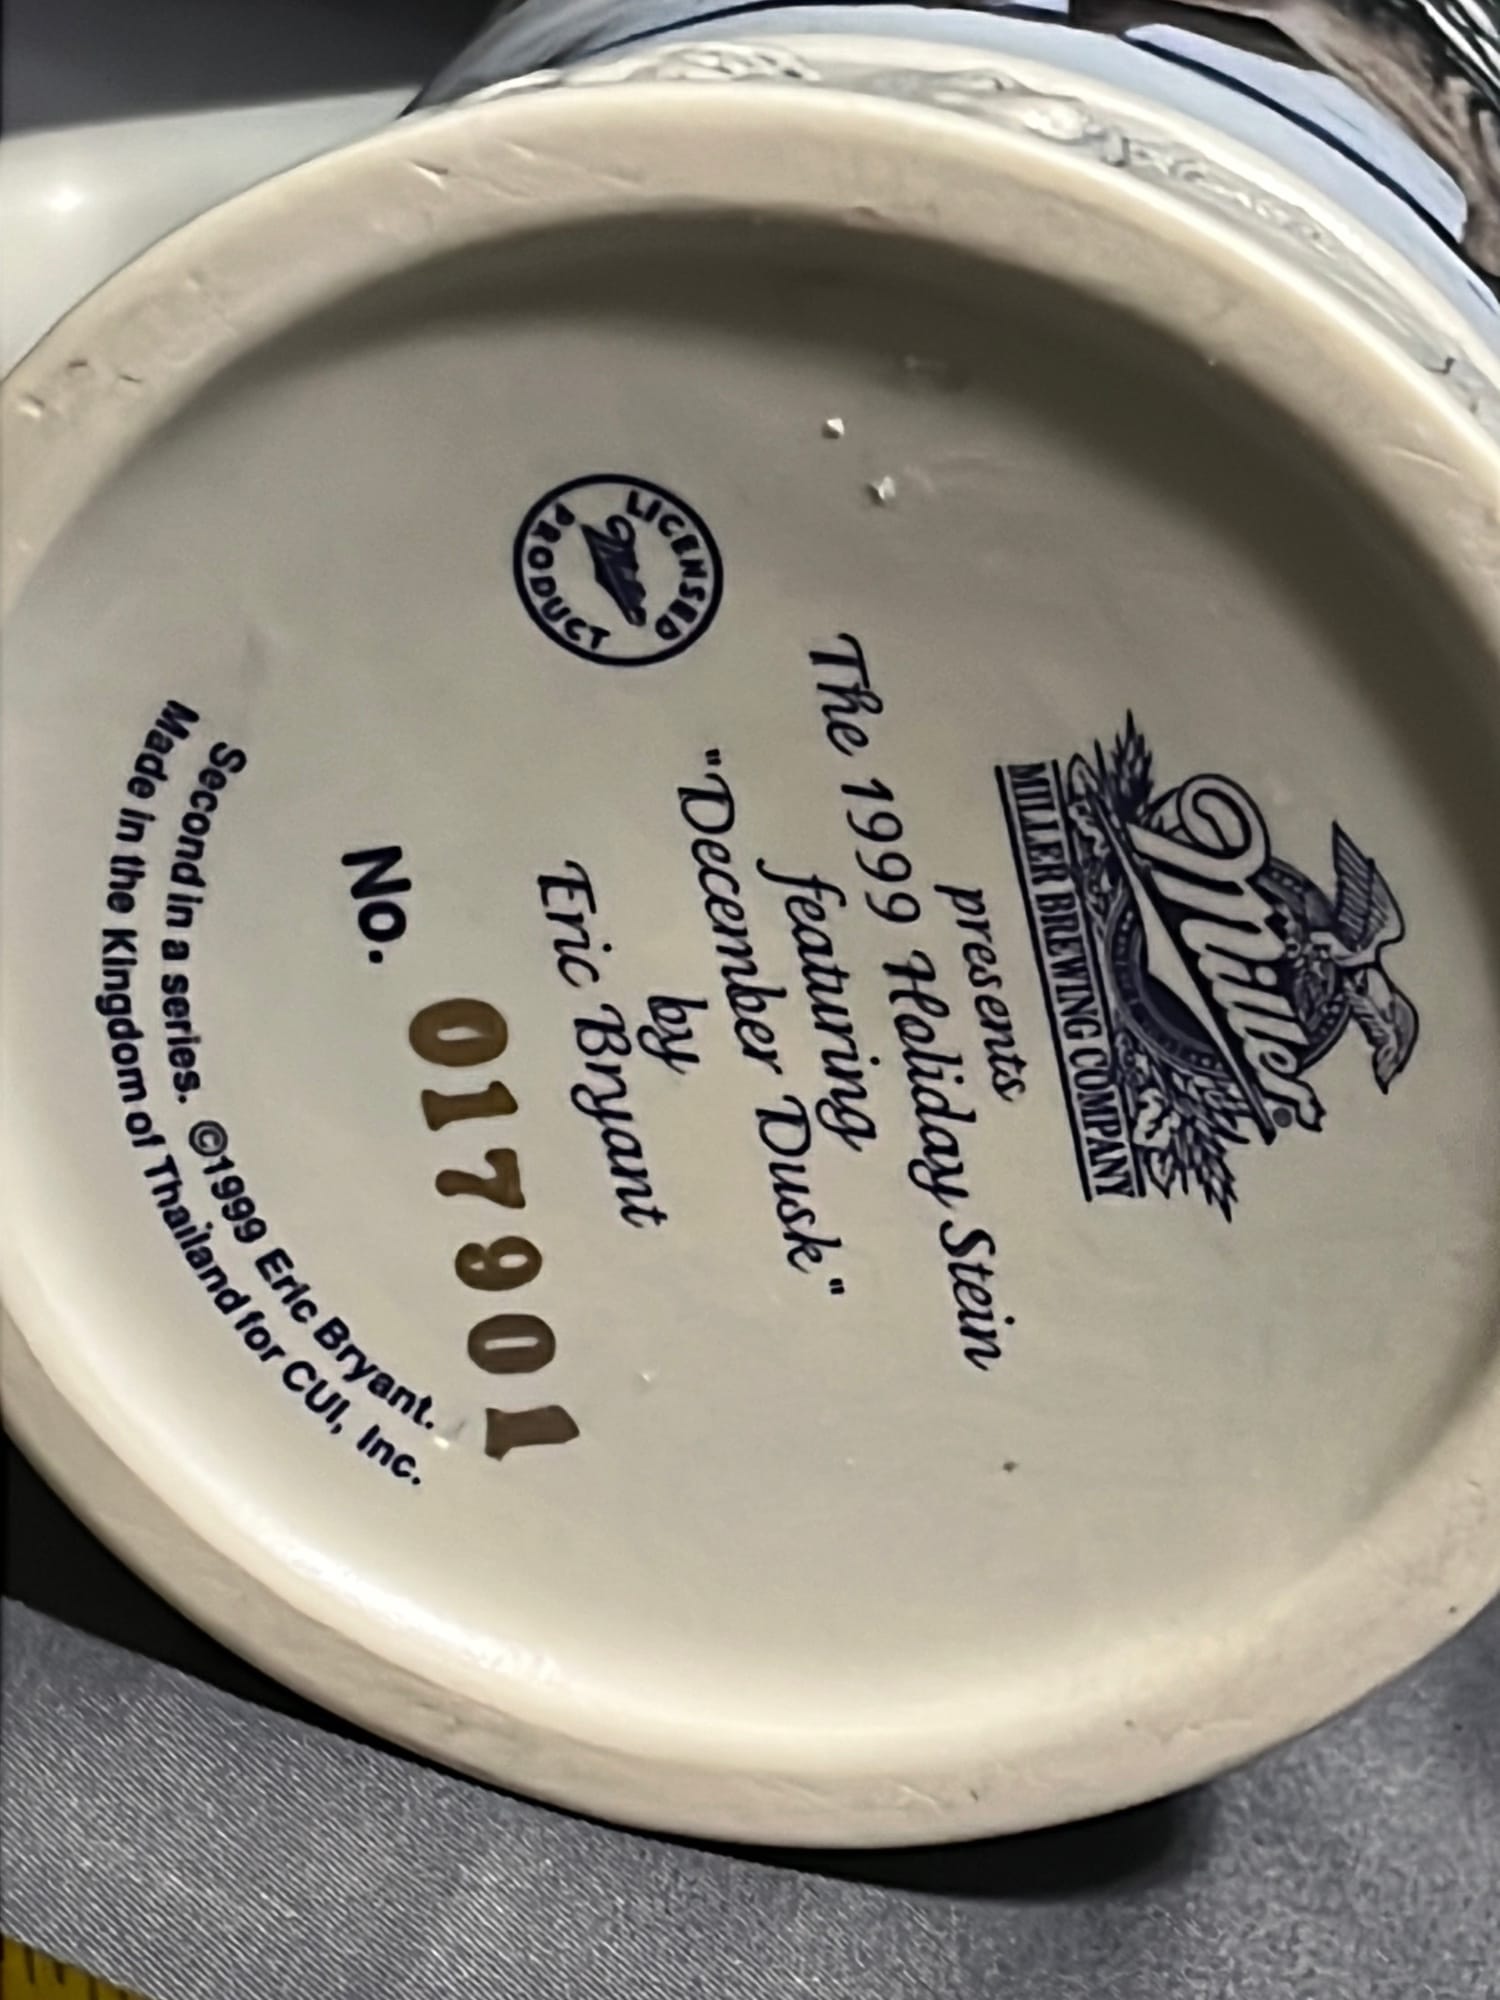 Miller®
MILLER BREWING COMPANY
presents
The 1999 Holiday Stein
featuring
"December Dusk"
by
Eric Bryant
LICENSED
Miller
PRODUCT
No. 017901
Second in a series. ©1999 Eric Bryant.
Made in the Kingdom of Thailand for CUI, Inc.